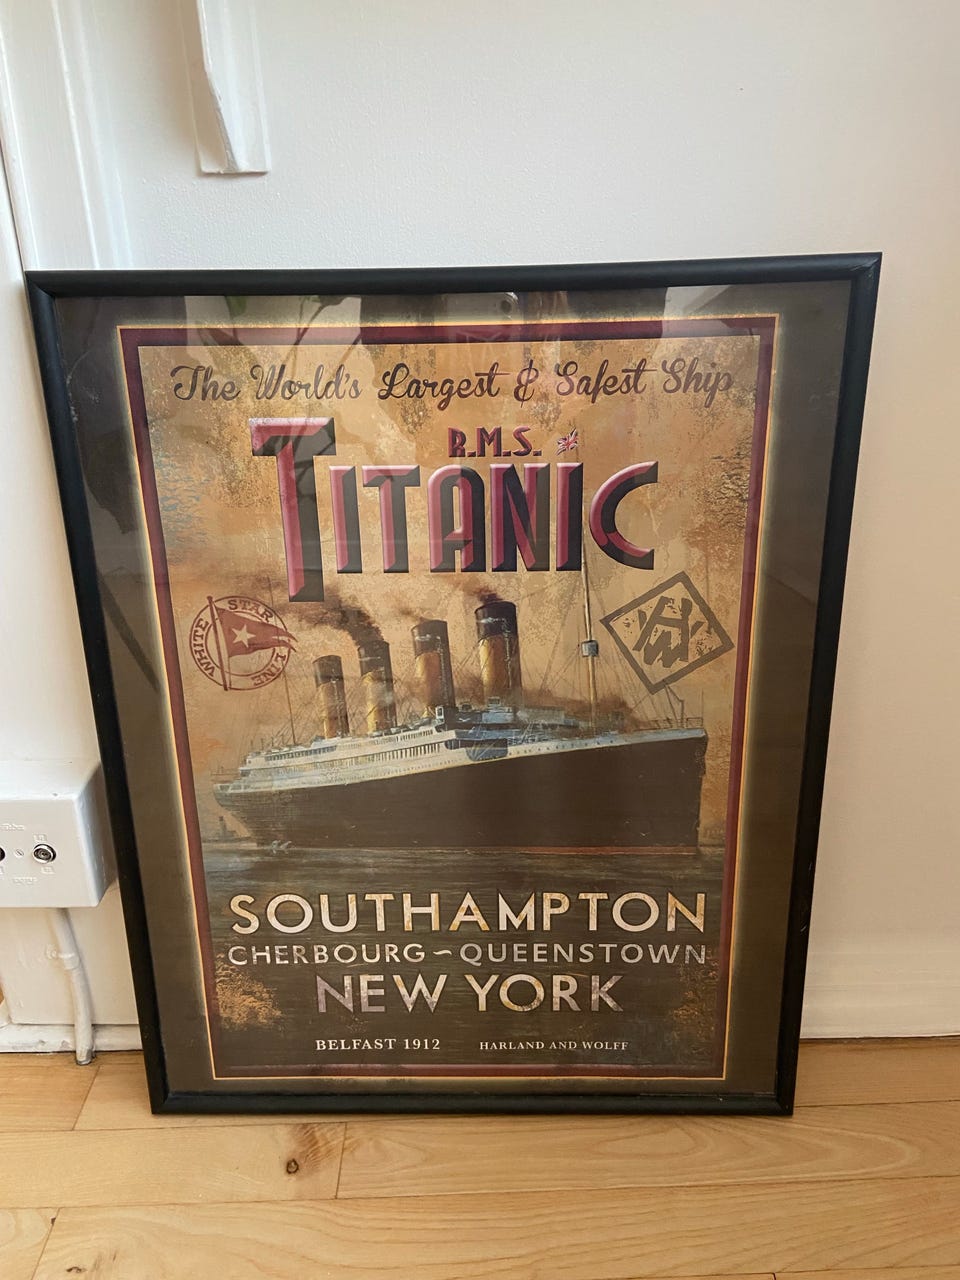 The World's Largest & Safest Ship
R.M.S.
TITANIC
WHITE STAR LINE
HW
SOUTHAMPTON
CHERBOURG ~ QUEENSTOWN
NEW YORK
BELFAST 1912 HARLAND AND WOLFF